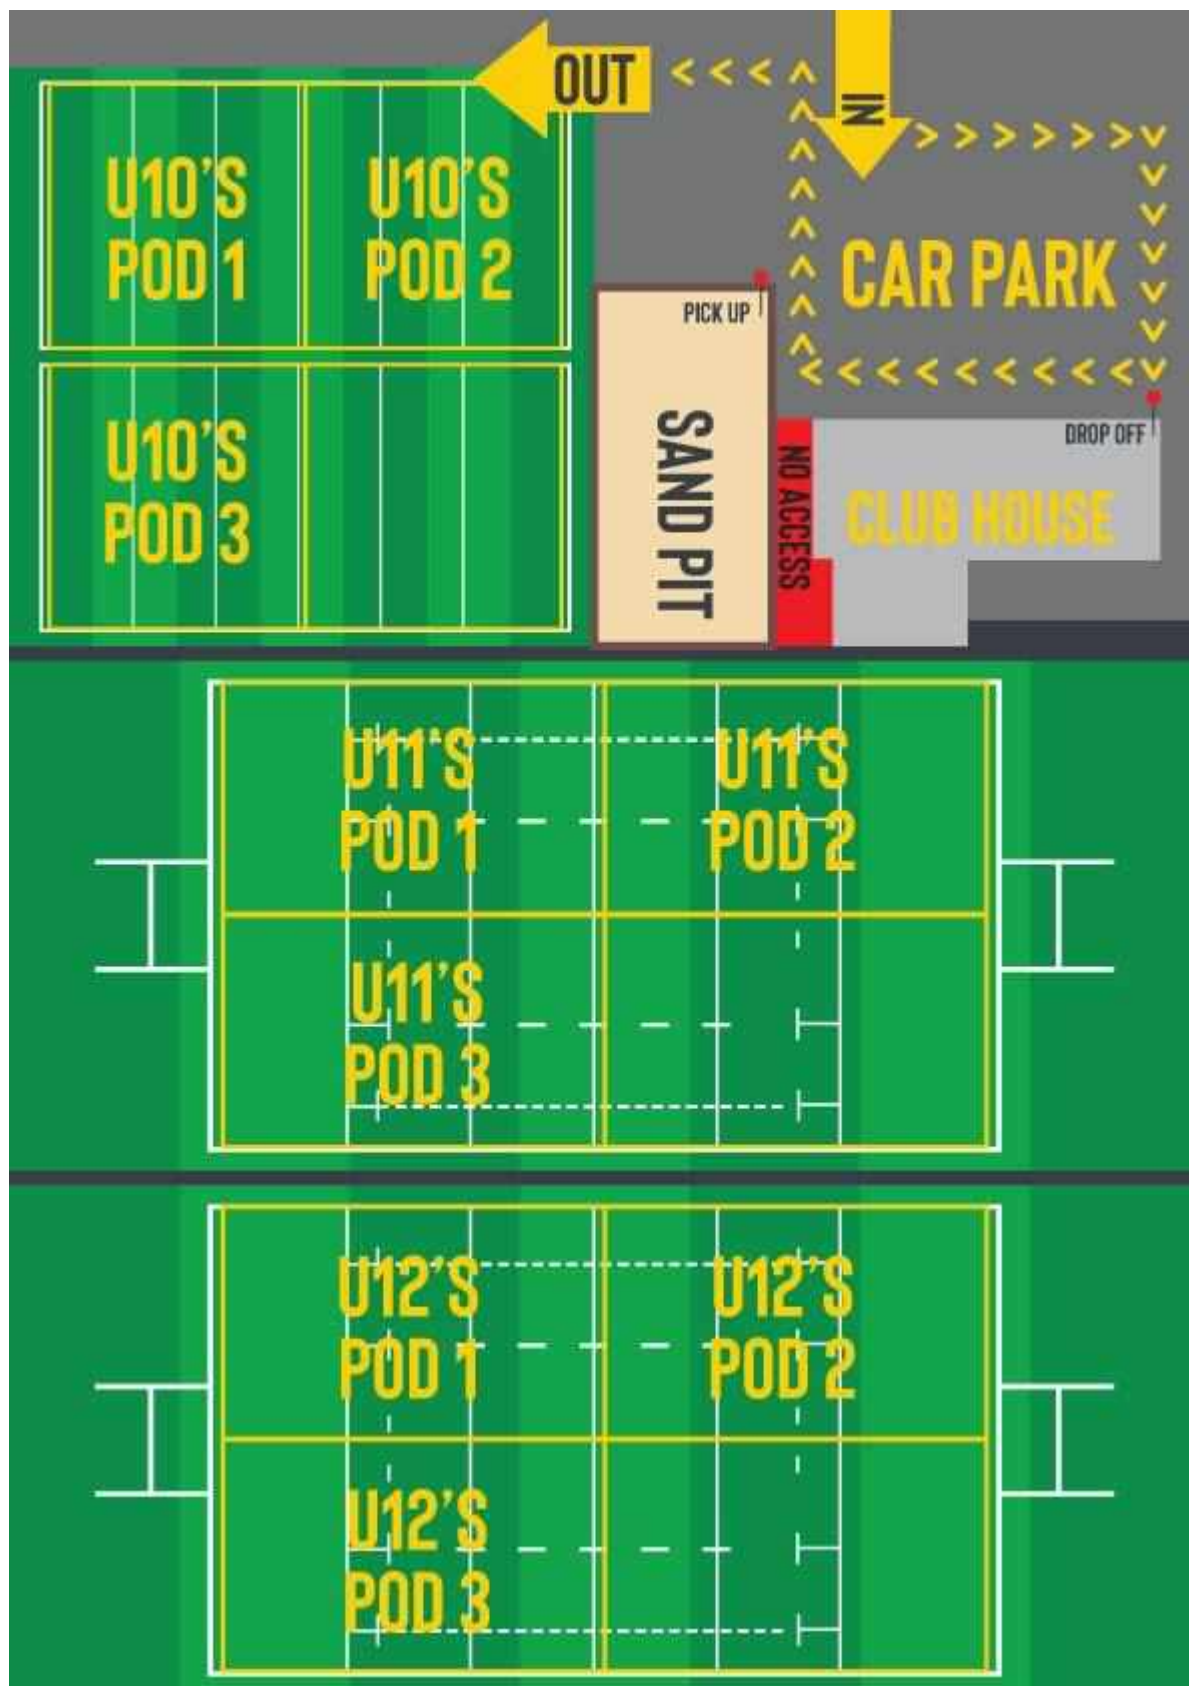 OUT
IN
U10'S
POD 1
U10'S
POD 2
CAR PARK
PICK UP
DROP OFF
U10'S
POD 3
SAND PIT
NO ACCESS
CLUB HOUSE
U11'S
POD 1
U11'S
POD 2
U11'S
POD 3
U12'S
POD 1
U12'S
POD 2
U12'S
POD 3